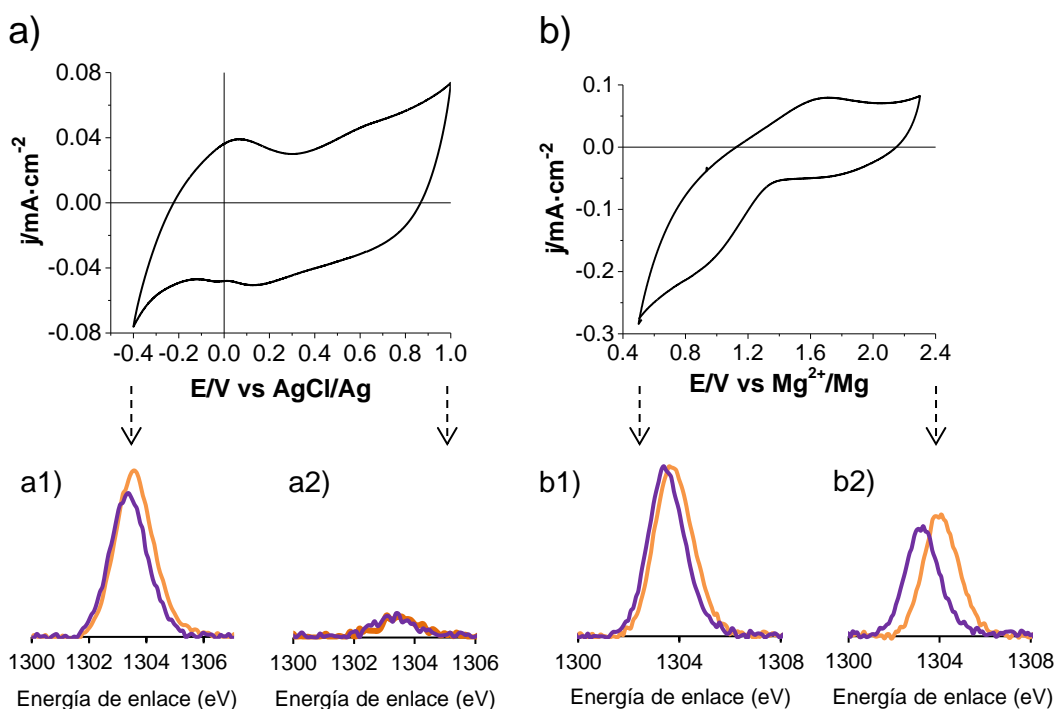 a)
0.08
0.04
0.00
-0.04
-0.08
j/mA·cm-2
-0.4 -0.2 0.0 0.2 0.4 0.6 0.8 1.0
E/V vs AgCl/Ag
b)
0.1
0.0
-0.1
-0.2
-0.3
j/mA·cm-2
0.4 0.8 1.2 1.6 2.0 2.4
E/V vs Mg2+/Mg
a1)
1300 1302 1304 1306
Energía de enlace (eV)
a2)
1300 1302 1304 1306
Energía de enlace (eV)
b1)
1300 1304 1308
Energía de enlace (eV)
b2)
1300 1304 1308
Energía de enlace (eV)